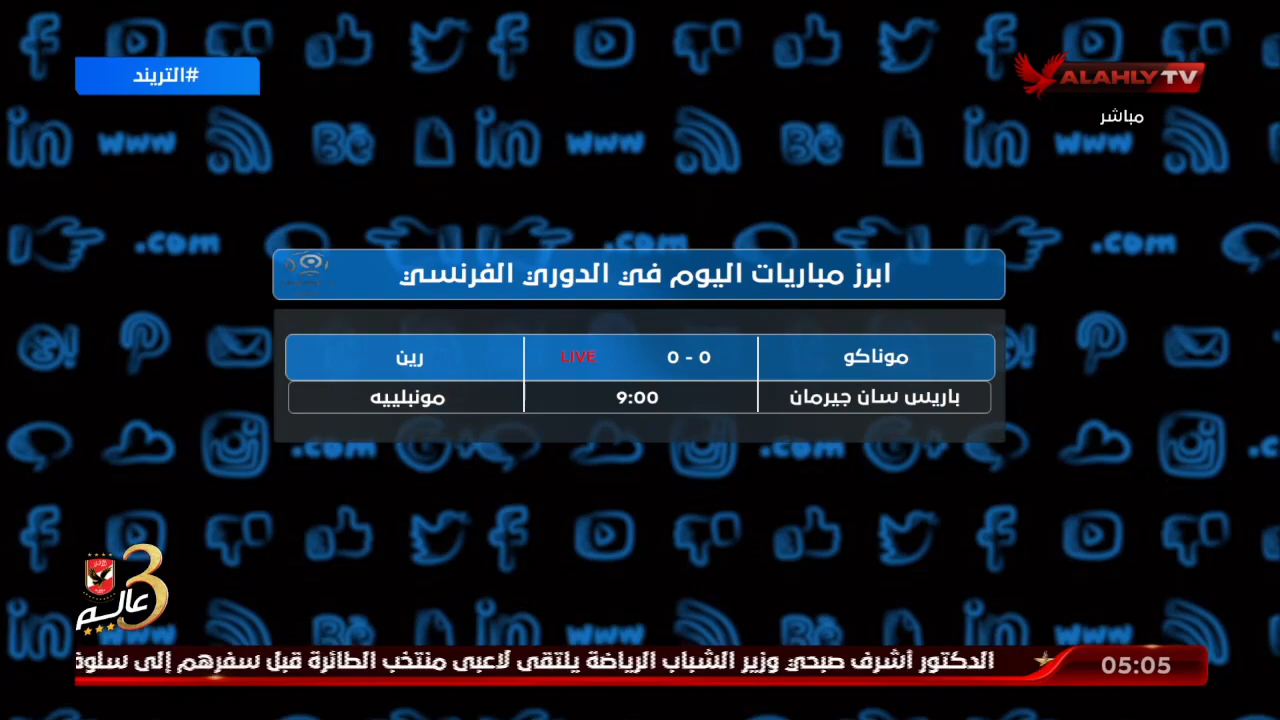 #التريند
ALAHLY TV
مباشر
ابرز مباريات اليوم في الدوري الفرنسي
موناكو 0 - 0 LIVE رين
باريس سان جيرمان 9:00 مونبلييه
3 عالم
05:05 الدكتور أشرف صبحي وزير الشباب الرياضة يلتقى لاعبى منتخب الطائرة قبل سفرهم إلى سلوة